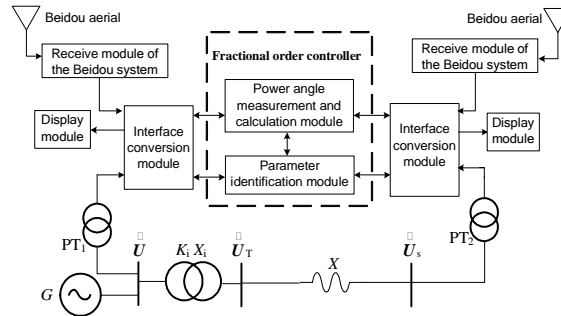 Beidou aerial
Beidou aerial
Receive module of
the Beidou system
Fractional order controller
Receive module of
the Beidou system
Display
module
Interface
conversion
module
Power angle
measurement and
calculation module
Parameter
identification module
Interface
conversion
module
Display
module
PT1
U
Ki Xi
UT
X
Us
PT2
G